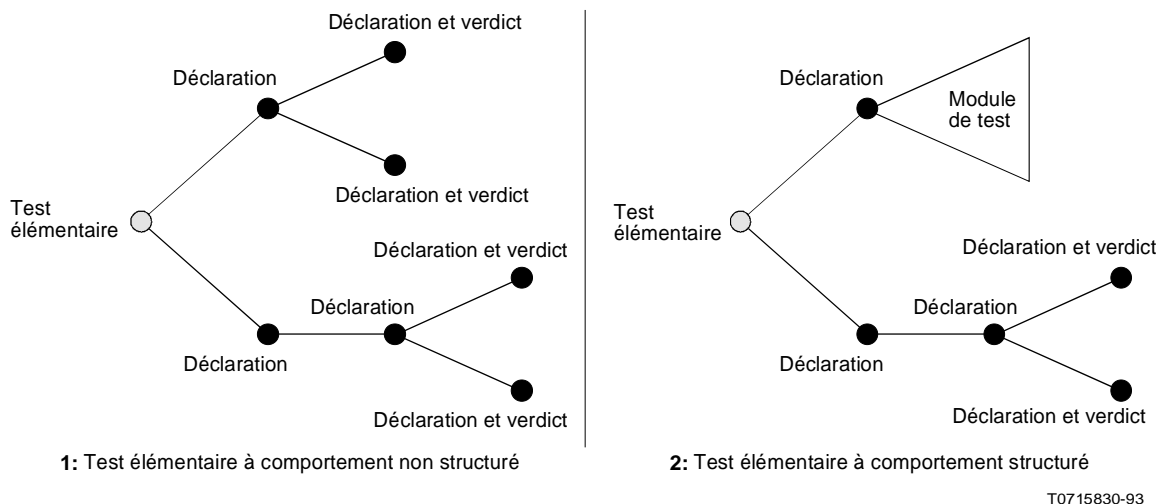 Déclaration et verdict
Déclaration
Déclaration et verdict
Test
élémentaire
Déclaration et verdict
Déclaration
Déclaration
Déclaration et verdict
1: Test élémentaire à comportement non structuré
Déclaration
Module
de test
Test
élémentaire
Déclaration et verdict
Déclaration
Déclaration
Déclaration et verdict
2: Test élémentaire à comportement structuré
T0715830-93